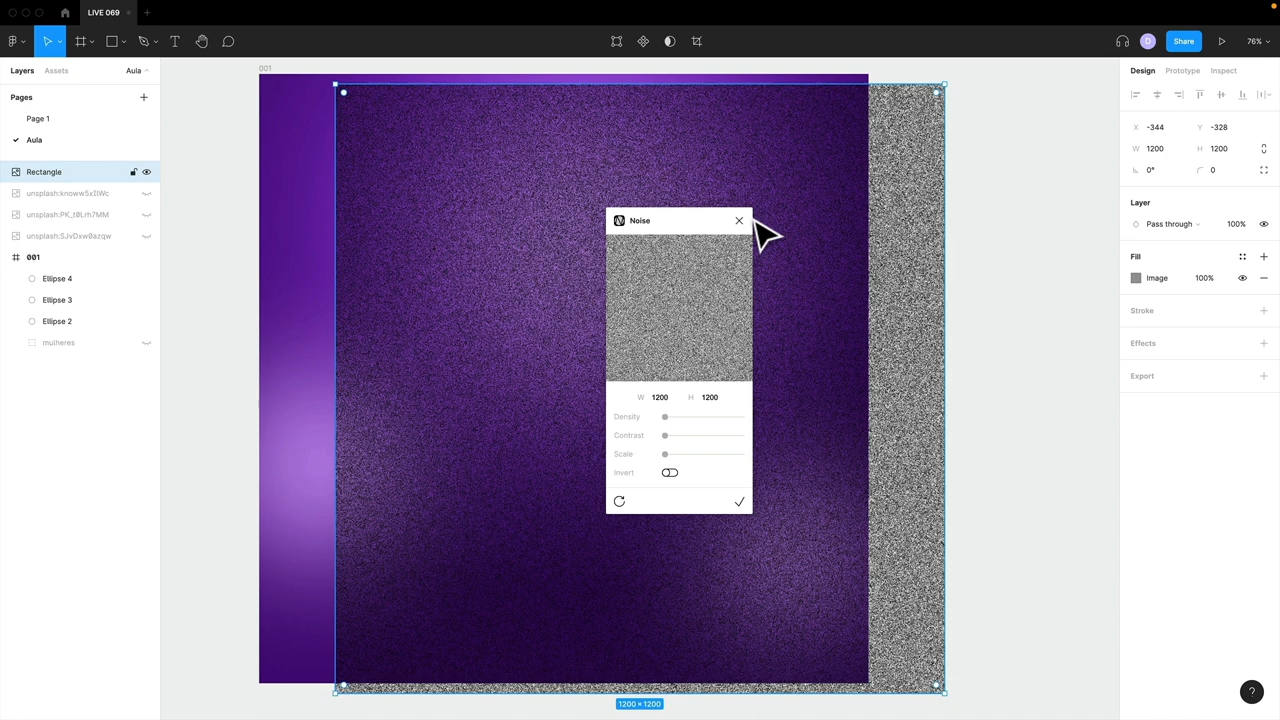 LIVE 069
Share
76%
Layers
Assets
Aula
Pages
Page 1
Aula
Rectangle
unsplash:knoww5xIlWc
unsplash:PK_t0Lrh7MM
unsplash:SJvDxw0azqw
001
Ellipse 4
Ellipse 3
Ellipse 2
mulheres
001
Noise
W 1200 H 1200
Density
Contrast
Scale
Invert
1200 × 1200
Design
Prototype
Inspect
X -344 Y -328
W 1200 H 1200
0° 0
Layer
Pass through 100%
Fill
Image 100%
Stroke
Effects
Export
D
?